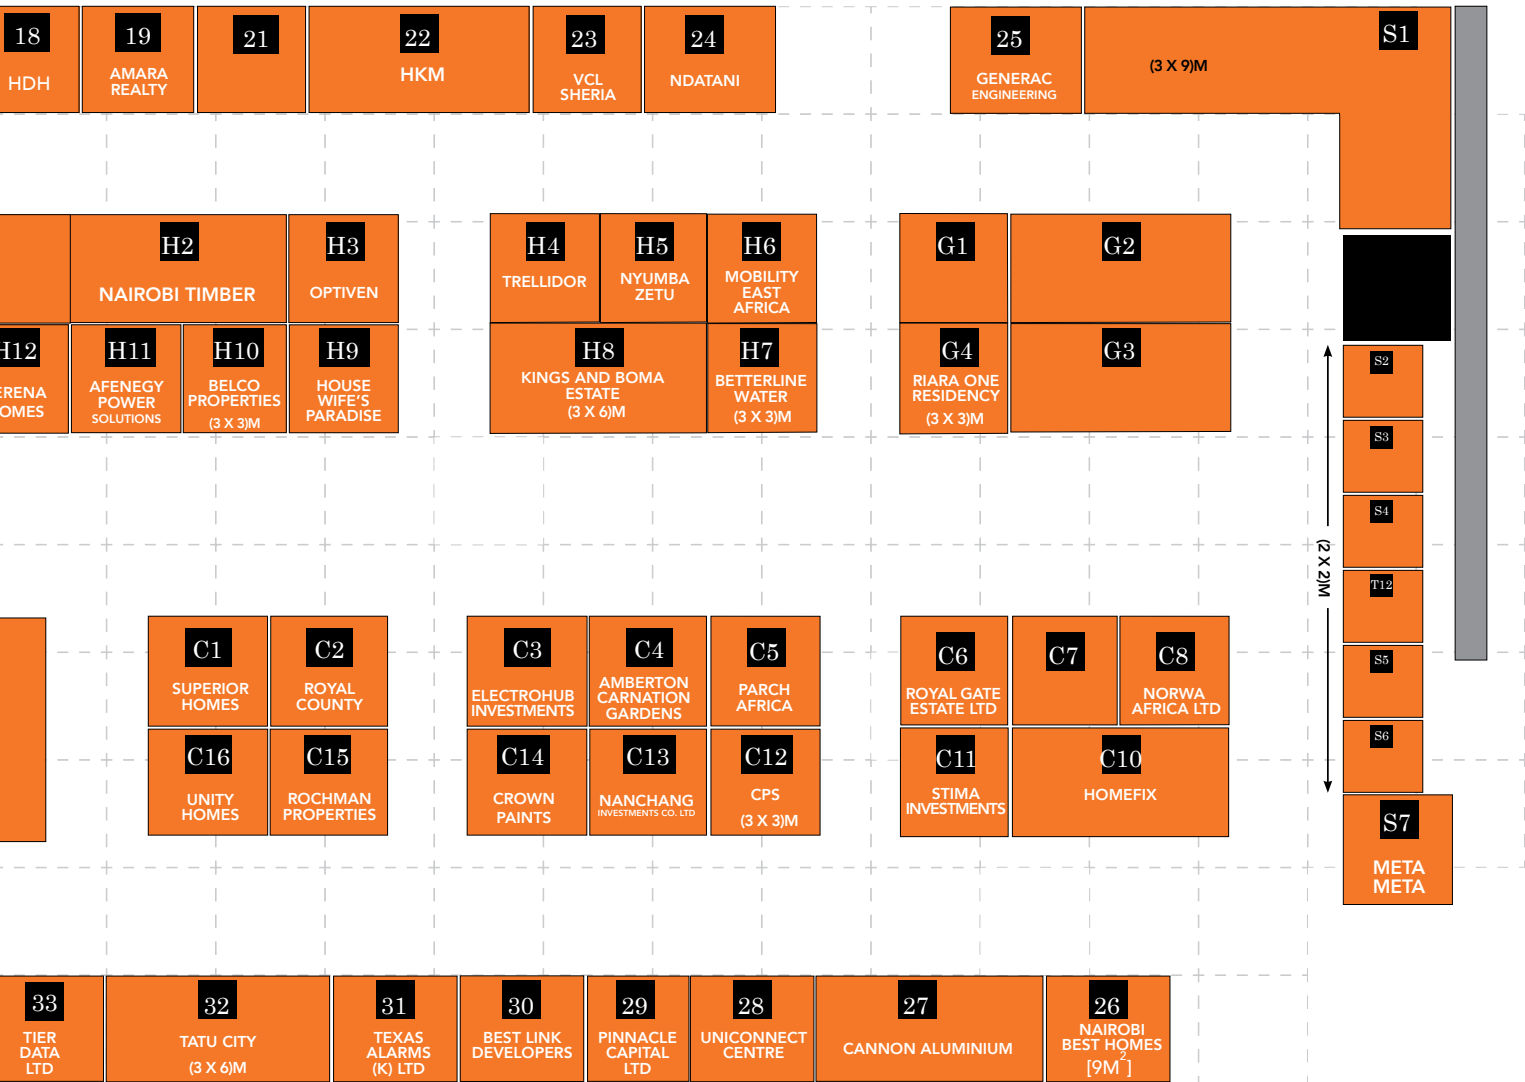 18
HDH
19
AMARA
REALTY
21
22
HKM
23
VCL
SHERIA
24
NDATANI
25
GENERAC
ENGINEERING
(3 X 9)M
S1
H2
NAIROBI TIMBER
H3
OPTIVEN
H4
TRELLIDOR
H5
NYUMBA
ZETU
H6
MOBILITY
EAST
AFRICA
G1
G2
H12
ERENA
OMES
H11
AFENEGY
POWER
SOLUTIONS
H10
BELCO
PROPERTIES
(3 X 3)M
H9
HOUSE
WIFE'S
PARADISE
H8
KINGS AND BOMA
ESTATE
(3 X 6)M
H7
BETTERLINE
WATER
(3 X 3)M
G4
RIARA ONE
RESIDENCY
(3 X 3)M
G3
S2
S3
S4
T12
S5
S6
(2 X 2)M
C1
SUPERIOR
HOMES
C2
ROYAL
COUNTY
C3
ELECTROHUB
INVESTMENTS
C4
AMBERTON
CARNATION
GARDENS
C5
PARCH
AFRICA
C6
ROYAL GATE
ESTATE LTD
C7
C8
NORWA
AFRICA LTD
C16
UNITY
HOMES
C15
ROCHMAN
PROPERTIES
C14
CROWN
PAINTS
C13
NANCHANG
INVESTMENTS CO. LTD
C12
CPS
(3 X 3)M
C11
STIMA
INVESTMENTS
C10
HOMEFIX
S7
META
META
33
TIER
DATA
LTD
32
TATU CITY
(3 X 6)M
31
TEXAS
ALARMS
(K) LTD
30
BEST LINK
DEVELOPERS
29
PINNACLE
CAPITAL
LTD
28
UNICONNECT
CENTRE
27
CANNON ALUMINIUM
26
NAIROBI
BEST HOMES
[9M²]